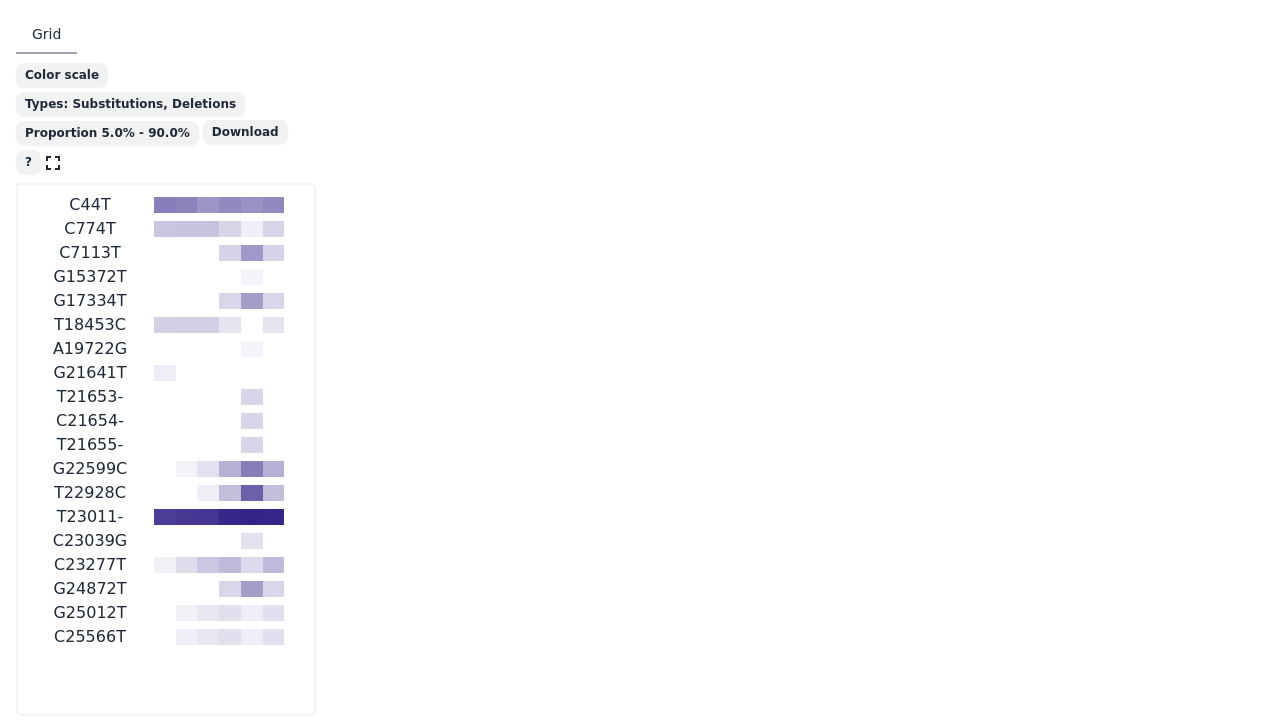 Grid
Color scale
Types: Substitutions, Deletions
Proportion 5.0% - 90.0% Download
?
C44T
C774T
C7113T
G15372T
G17334T
T18453C
A19722G
G21641T
T21653-
C21654-
T21655-
G22599C
T22928C
T23011-
C23039G
C23277T
G24872T
G25012T
C25566T